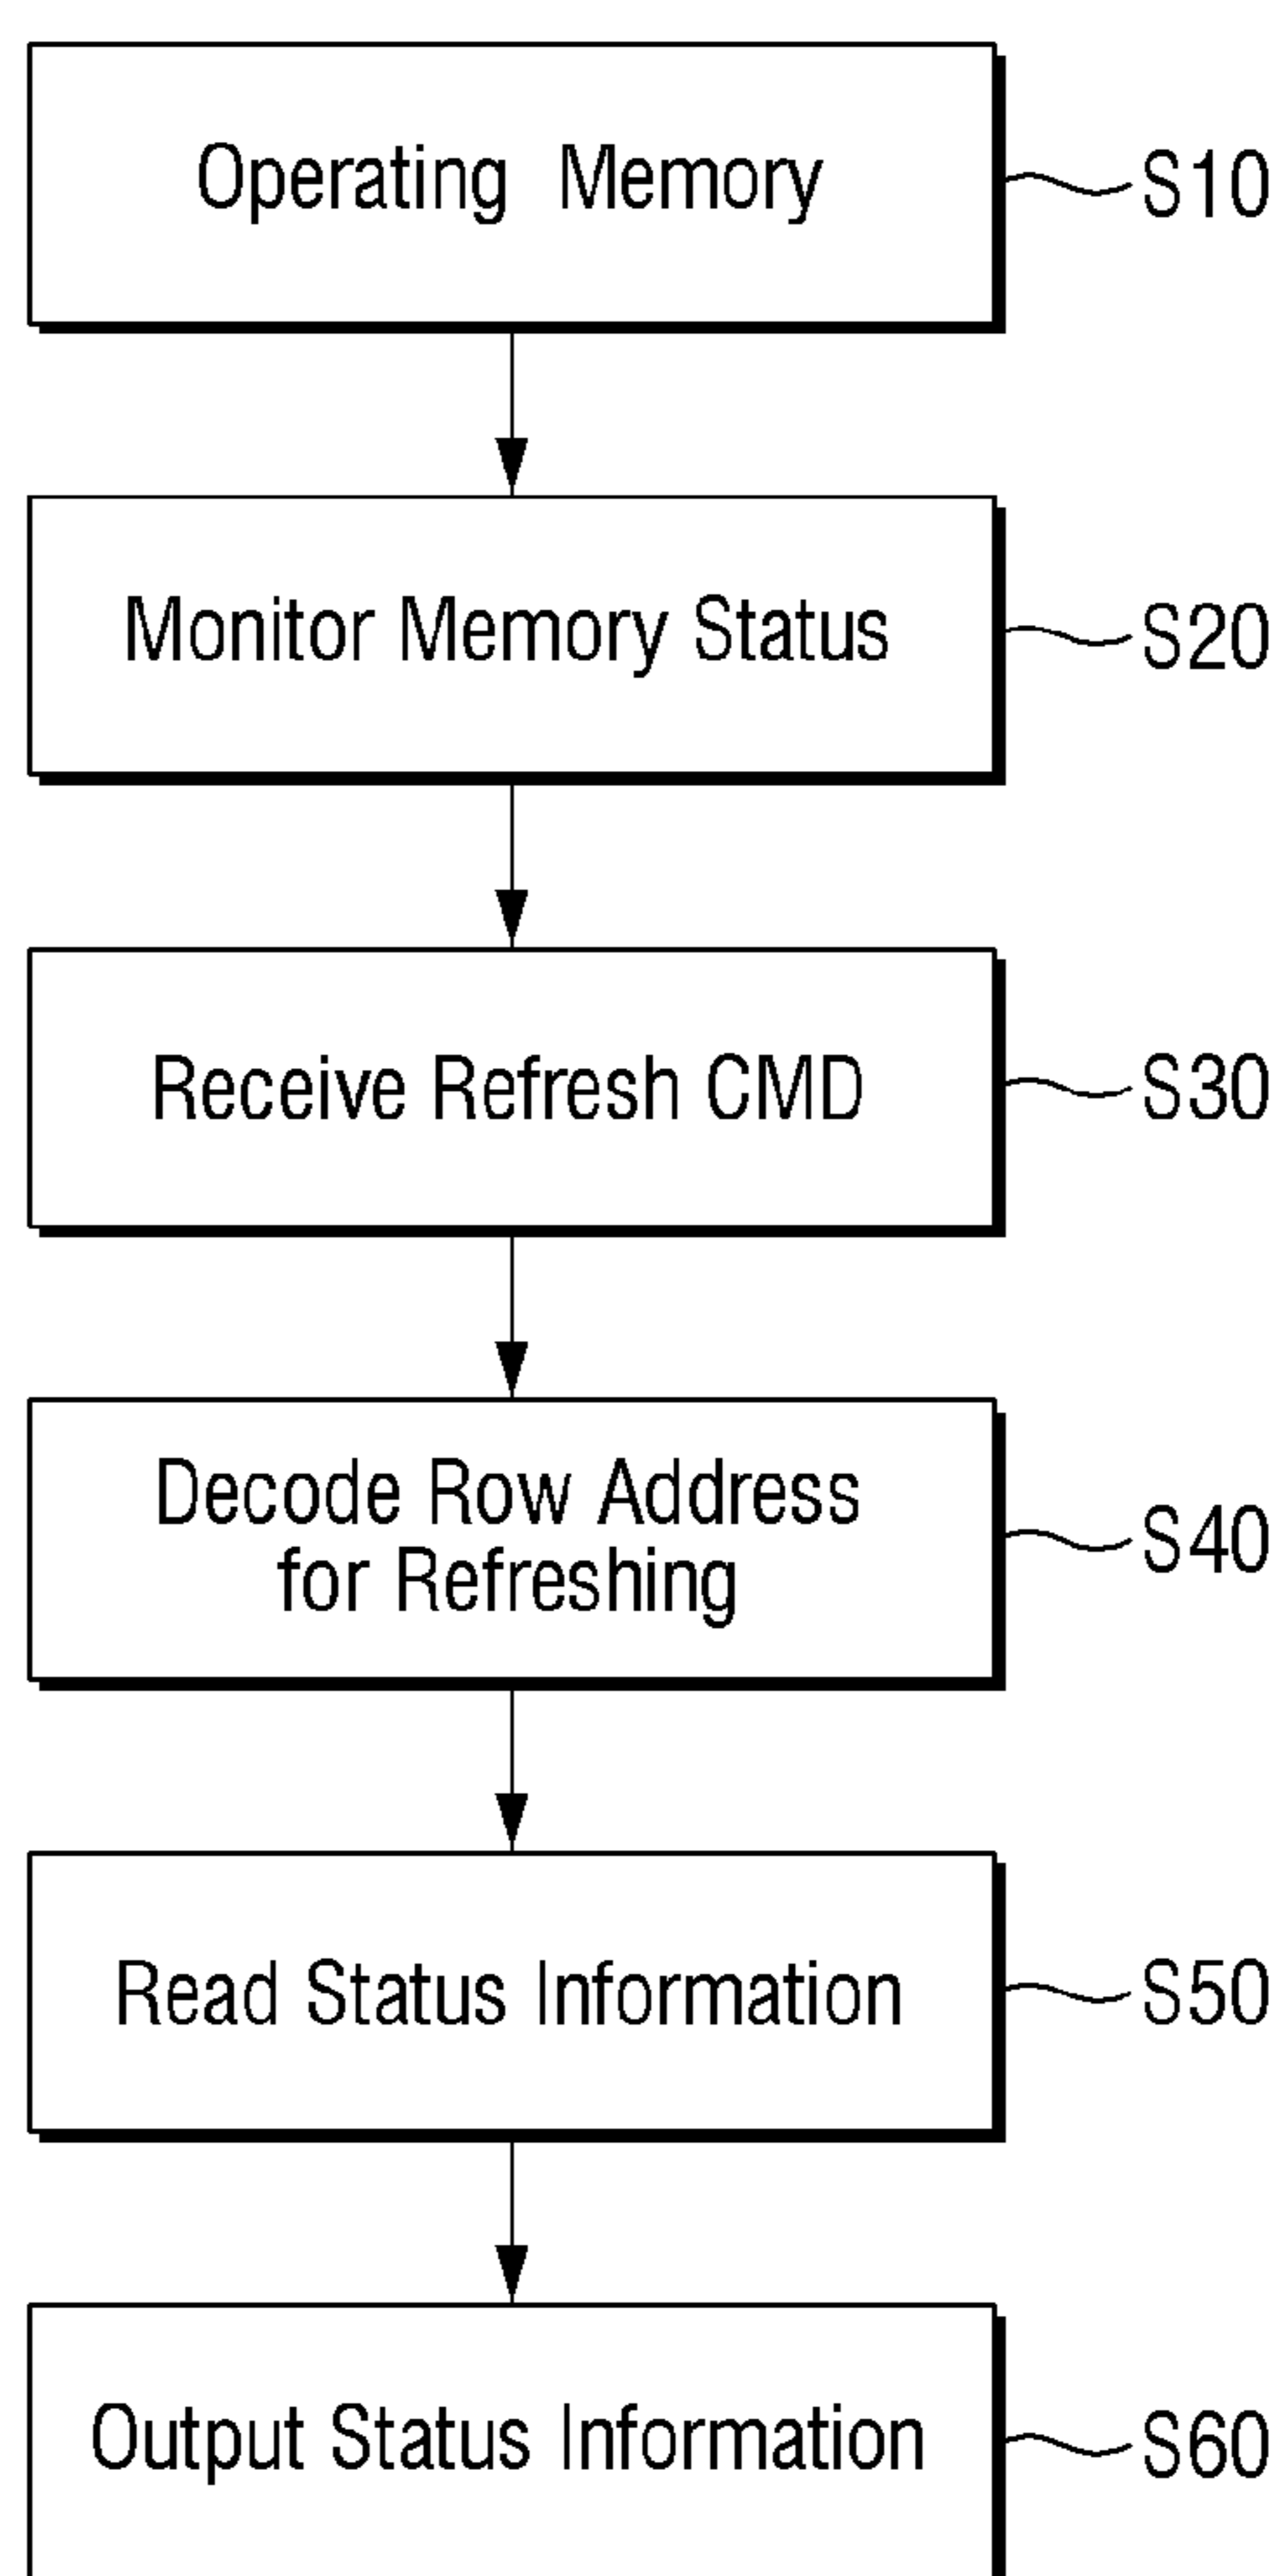 Operating Memory
S10
Monitor Memory Status
S20
Receive Refresh CMD
S30
Decode Row Address
for Refreshing
S40
Read Status Information
S50
Output Status Information
S60